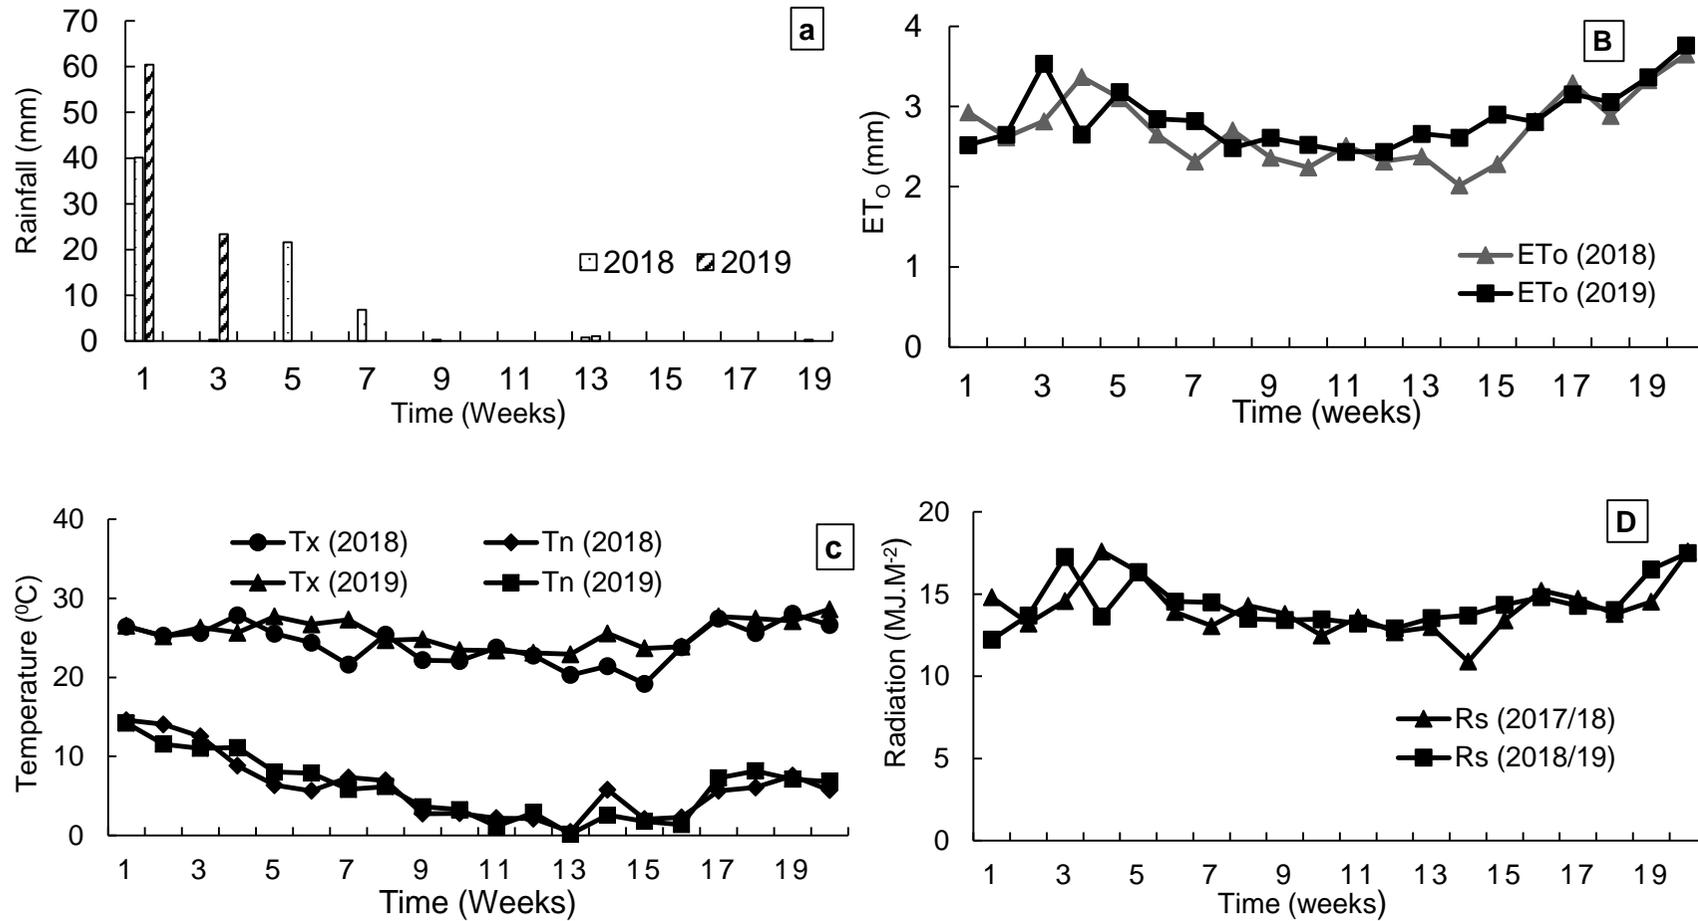 a
70
60
50
40
30
20
10
0
Rainfall (mm)
2018 2019
1 3 5 7 9 11 13 15 17 19
Time (Weeks)
B
4
3
2
1
0
ETO (mm)
ETo (2018)
ETo (2019)
1 3 5 7 9 11 13 15 17 19
Time (weeks)
c
40
30
20
10
0
Temperature (⁰C)
Tx (2018) Tn (2018)
Tx (2019) Tn (2019)
1 3 5 7 9 11 13 15 17 19
Time (Weeks)
D
20
15
10
5
0
Radiation (MJ.M-2)
Rs (2017/18)
Rs (2018/19)
1 3 5 7 9 11 13 15 17 19
Time (weeks)